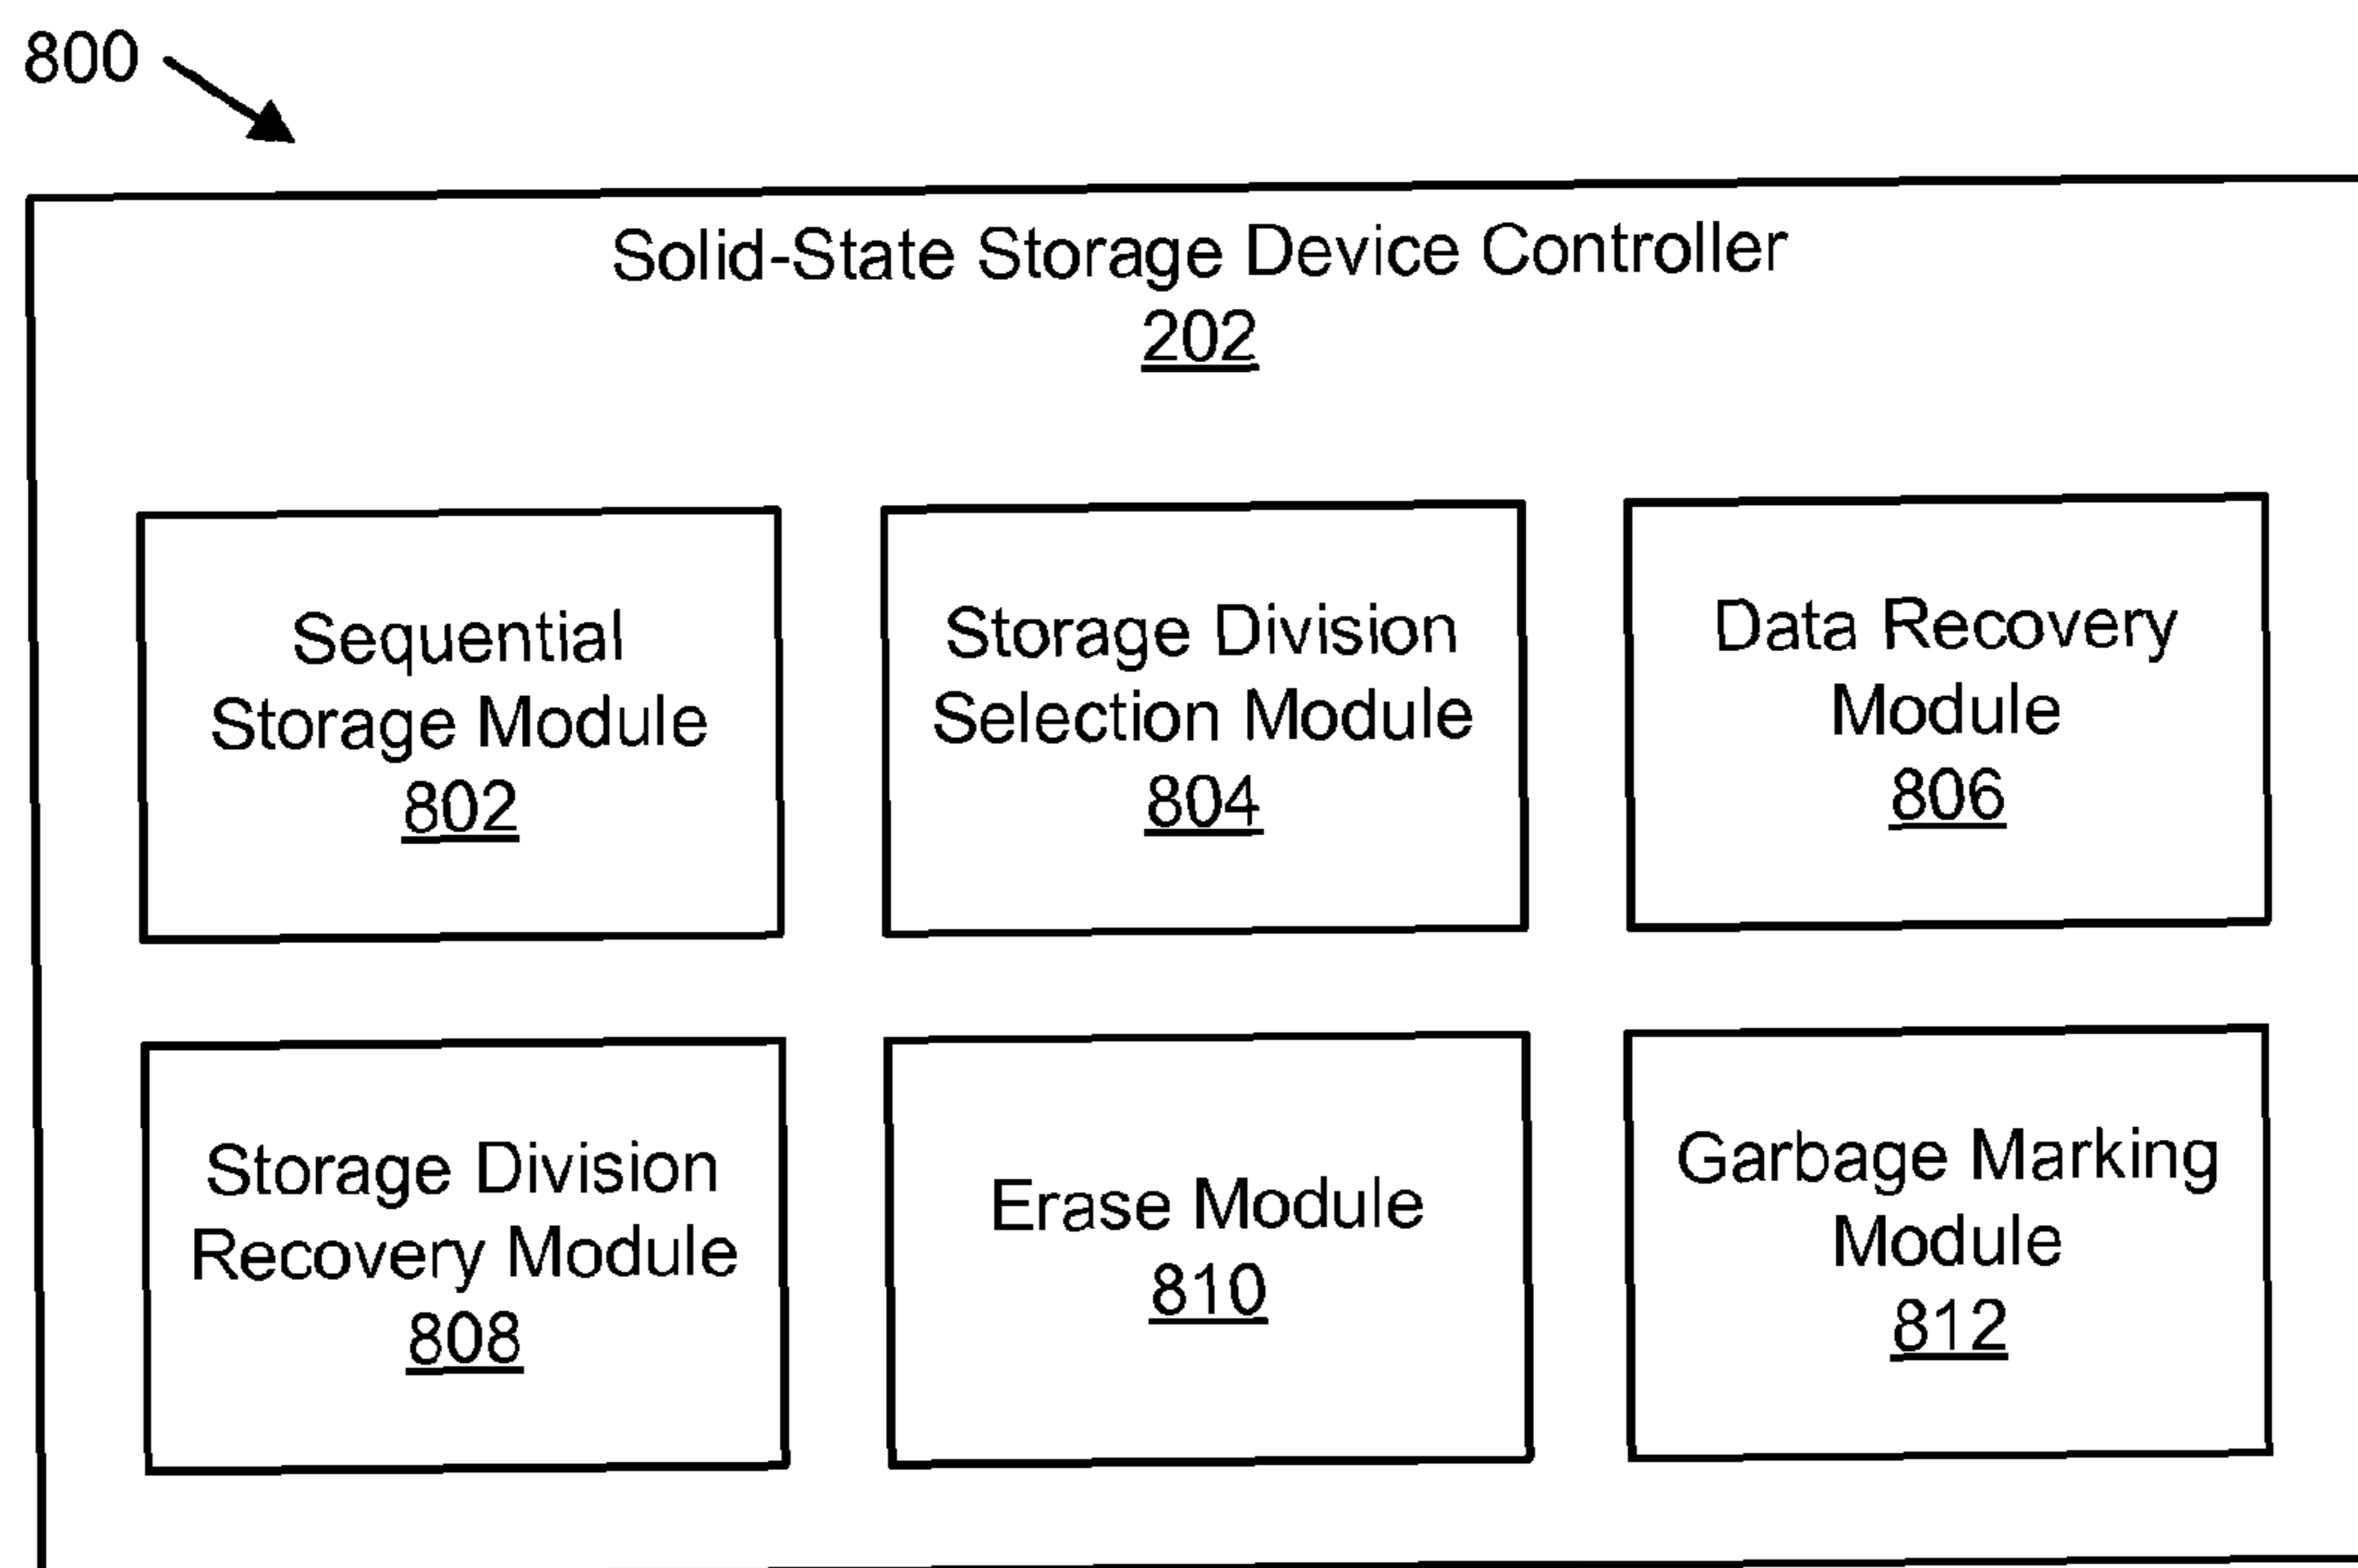 800
Solid-State Storage Device Controller
202
Sequential
Storage Module
802
Storage Division
Selection Module
804
Data Recovery
Module
806
Storage Division
Recovery Module
808
Erase Module
810
Garbage Marking
Module
812